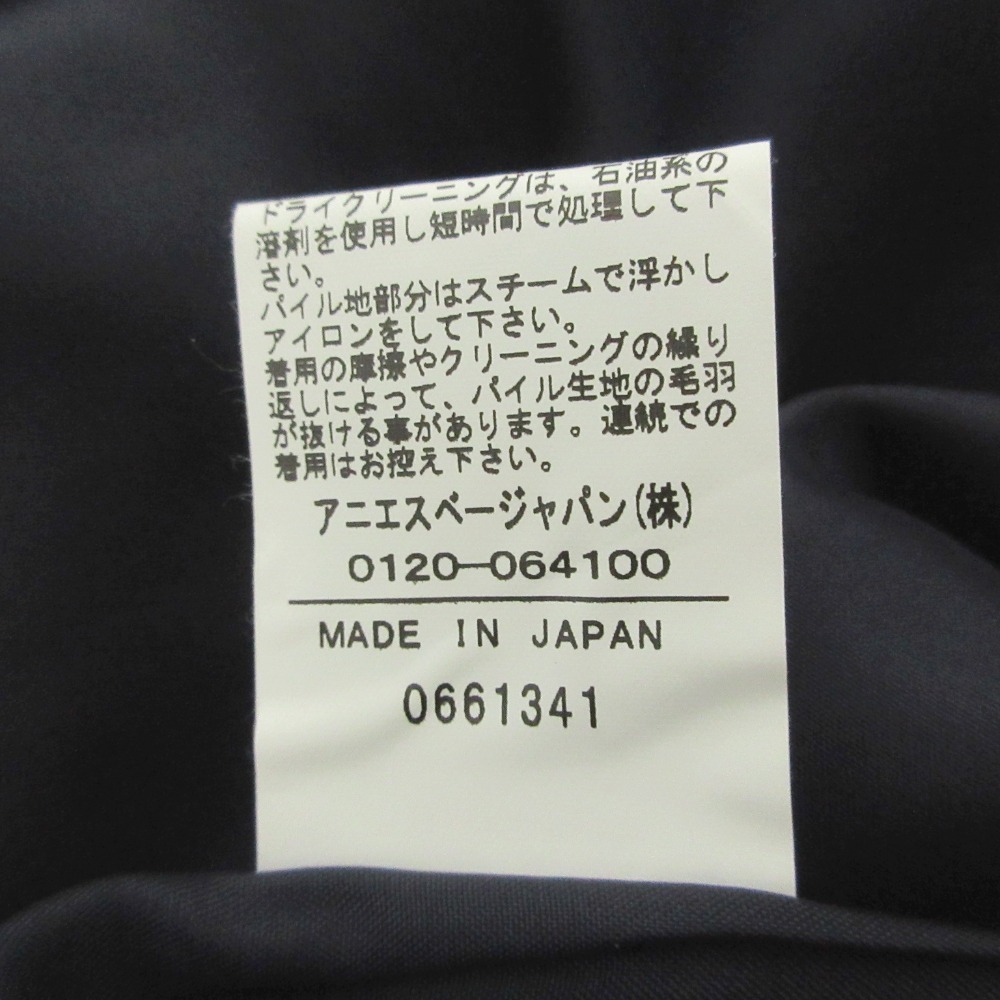 ドライクリーニングは、石油系の
溶剤を使用し短時間で処理して下
さい。
パイル地部分はスチームで浮かし
アイロンをして下さい。
着用の摩擦やクリーニングの繰り
返しによって、パイル生地の毛羽
が抜ける事があります。連続での
着用はお控え下さい。
アニエスベージャパン(株)
0120-064100
MADE IN JAPAN
0661341